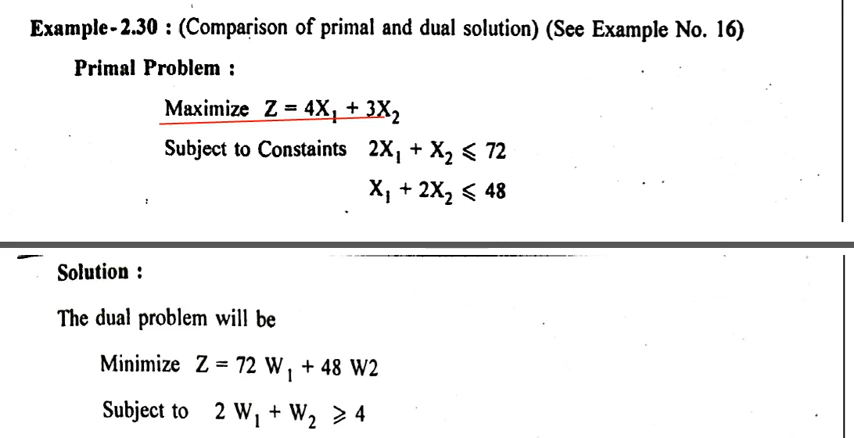 Example-2.30 : (Comparison of primal and dual solution) (See Example No. 16)
Primal Problem :
Maximize Z = 4X₁ + 3X₂
Subject to Constaints 2X₁ + X₂ ⩽ 72
X₁ + 2X₂ ⩽ 48
Solution :
The dual problem will be
Minimize Z = 72 W₁ + 48 W2
Subject to 2 W₁ + W₂ ⩾ 4